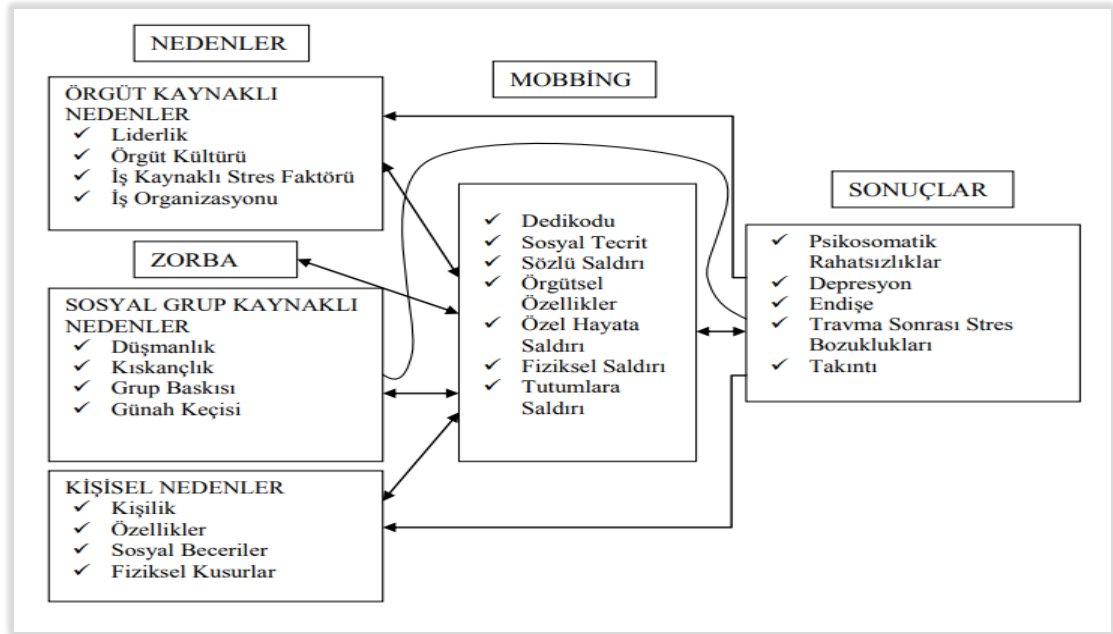 NEDENLER
ÖRGÜT KAYNAKLI
NEDENLER
✓ Liderlik
✓ Örgüt Kültürü
✓ İş Kaynaklı Stres Faktörü
✓ İş Organizasyonu
ZORBA
SOSYAL GRUP KAYNAKLI
NEDENLER
✓ Düşmanlık
✓ Kıskançlık
✓ Grup Baskısı
✓ Günah Keçisi
KİŞİSEL NEDENLER
✓ Kişilik
✓ Özellikler
✓ Sosyal Beceriler
✓ Fiziksel Kusurlar
MOBBİNG
✓ Dedikodu
✓ Sosyal Tecrit
✓ Sözlü Saldırı
✓ Örgütsel
Özellikler
✓ Özel Hayata
Saldırı
✓ Fiziksel Saldırı
✓ Tutumlara
Saldırı
SONUÇLAR
✓ Psikosomatik
Rahatsızlıklar
✓ Depresyon
✓ Endişe
✓ Travma Sonrası Stres
Bozuklukları
✓ Takıntı